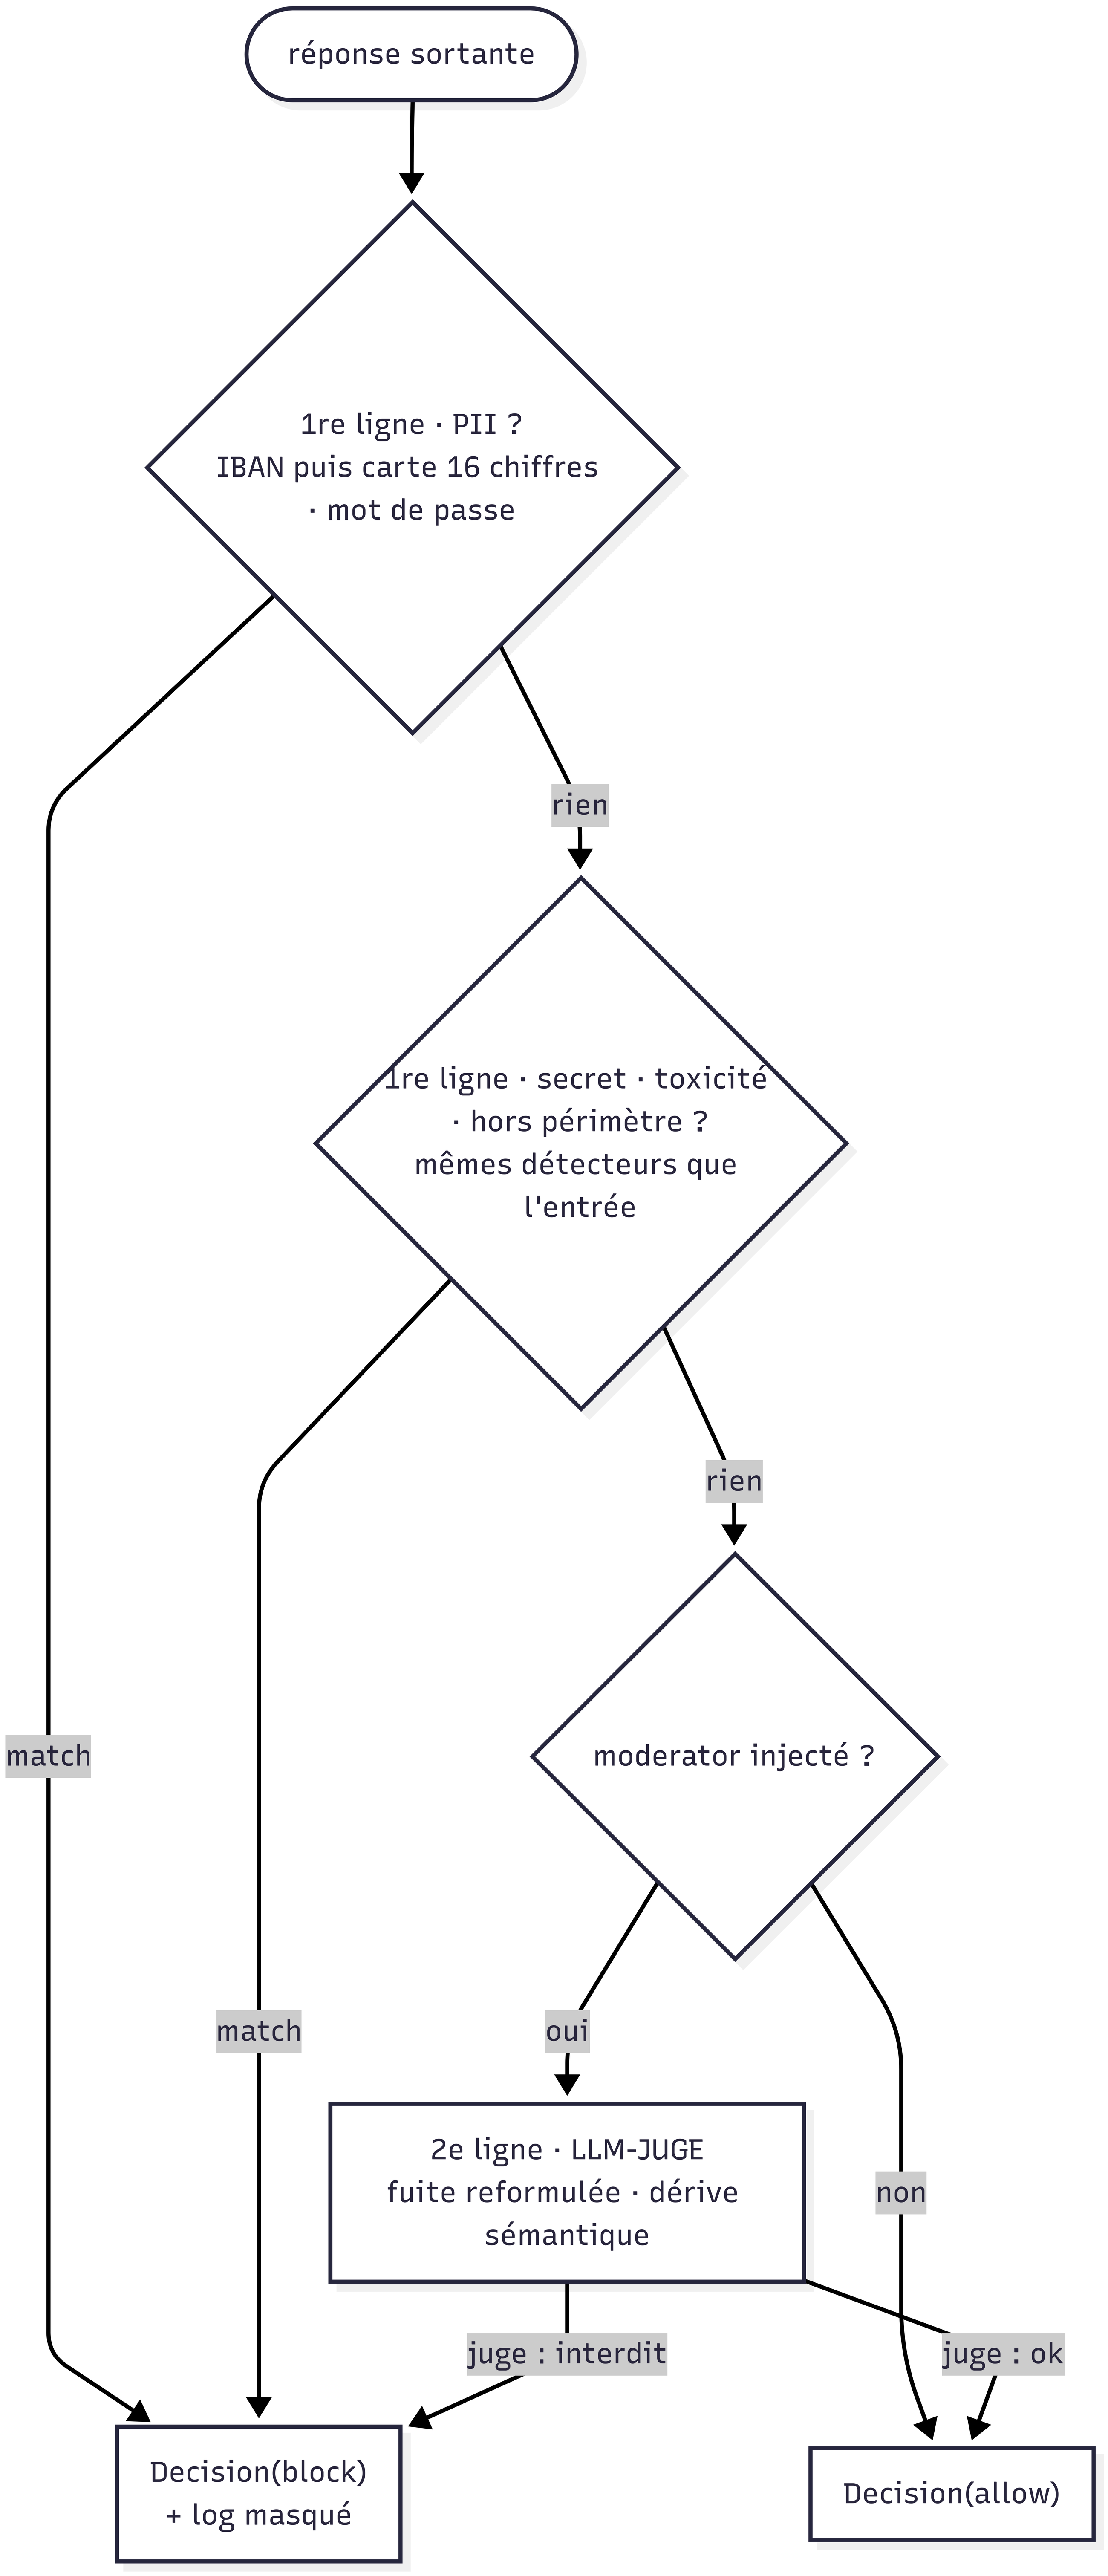 réponse sortante
1re ligne · PII ?
IBAN puis carte 16 chiffres
· mot de passe
rien
1re ligne · secret · toxicité
· hors périmètre ?
mêmes détecteurs que
l'entrée
rien
match
moderator injecté ?
match
oui
2e ligne · LLM-JUGE
fuite reformulée · dérive
sémantique
non
juge : interdit
juge : ok
Decision(block)
+ log masqué
Decision(allow)